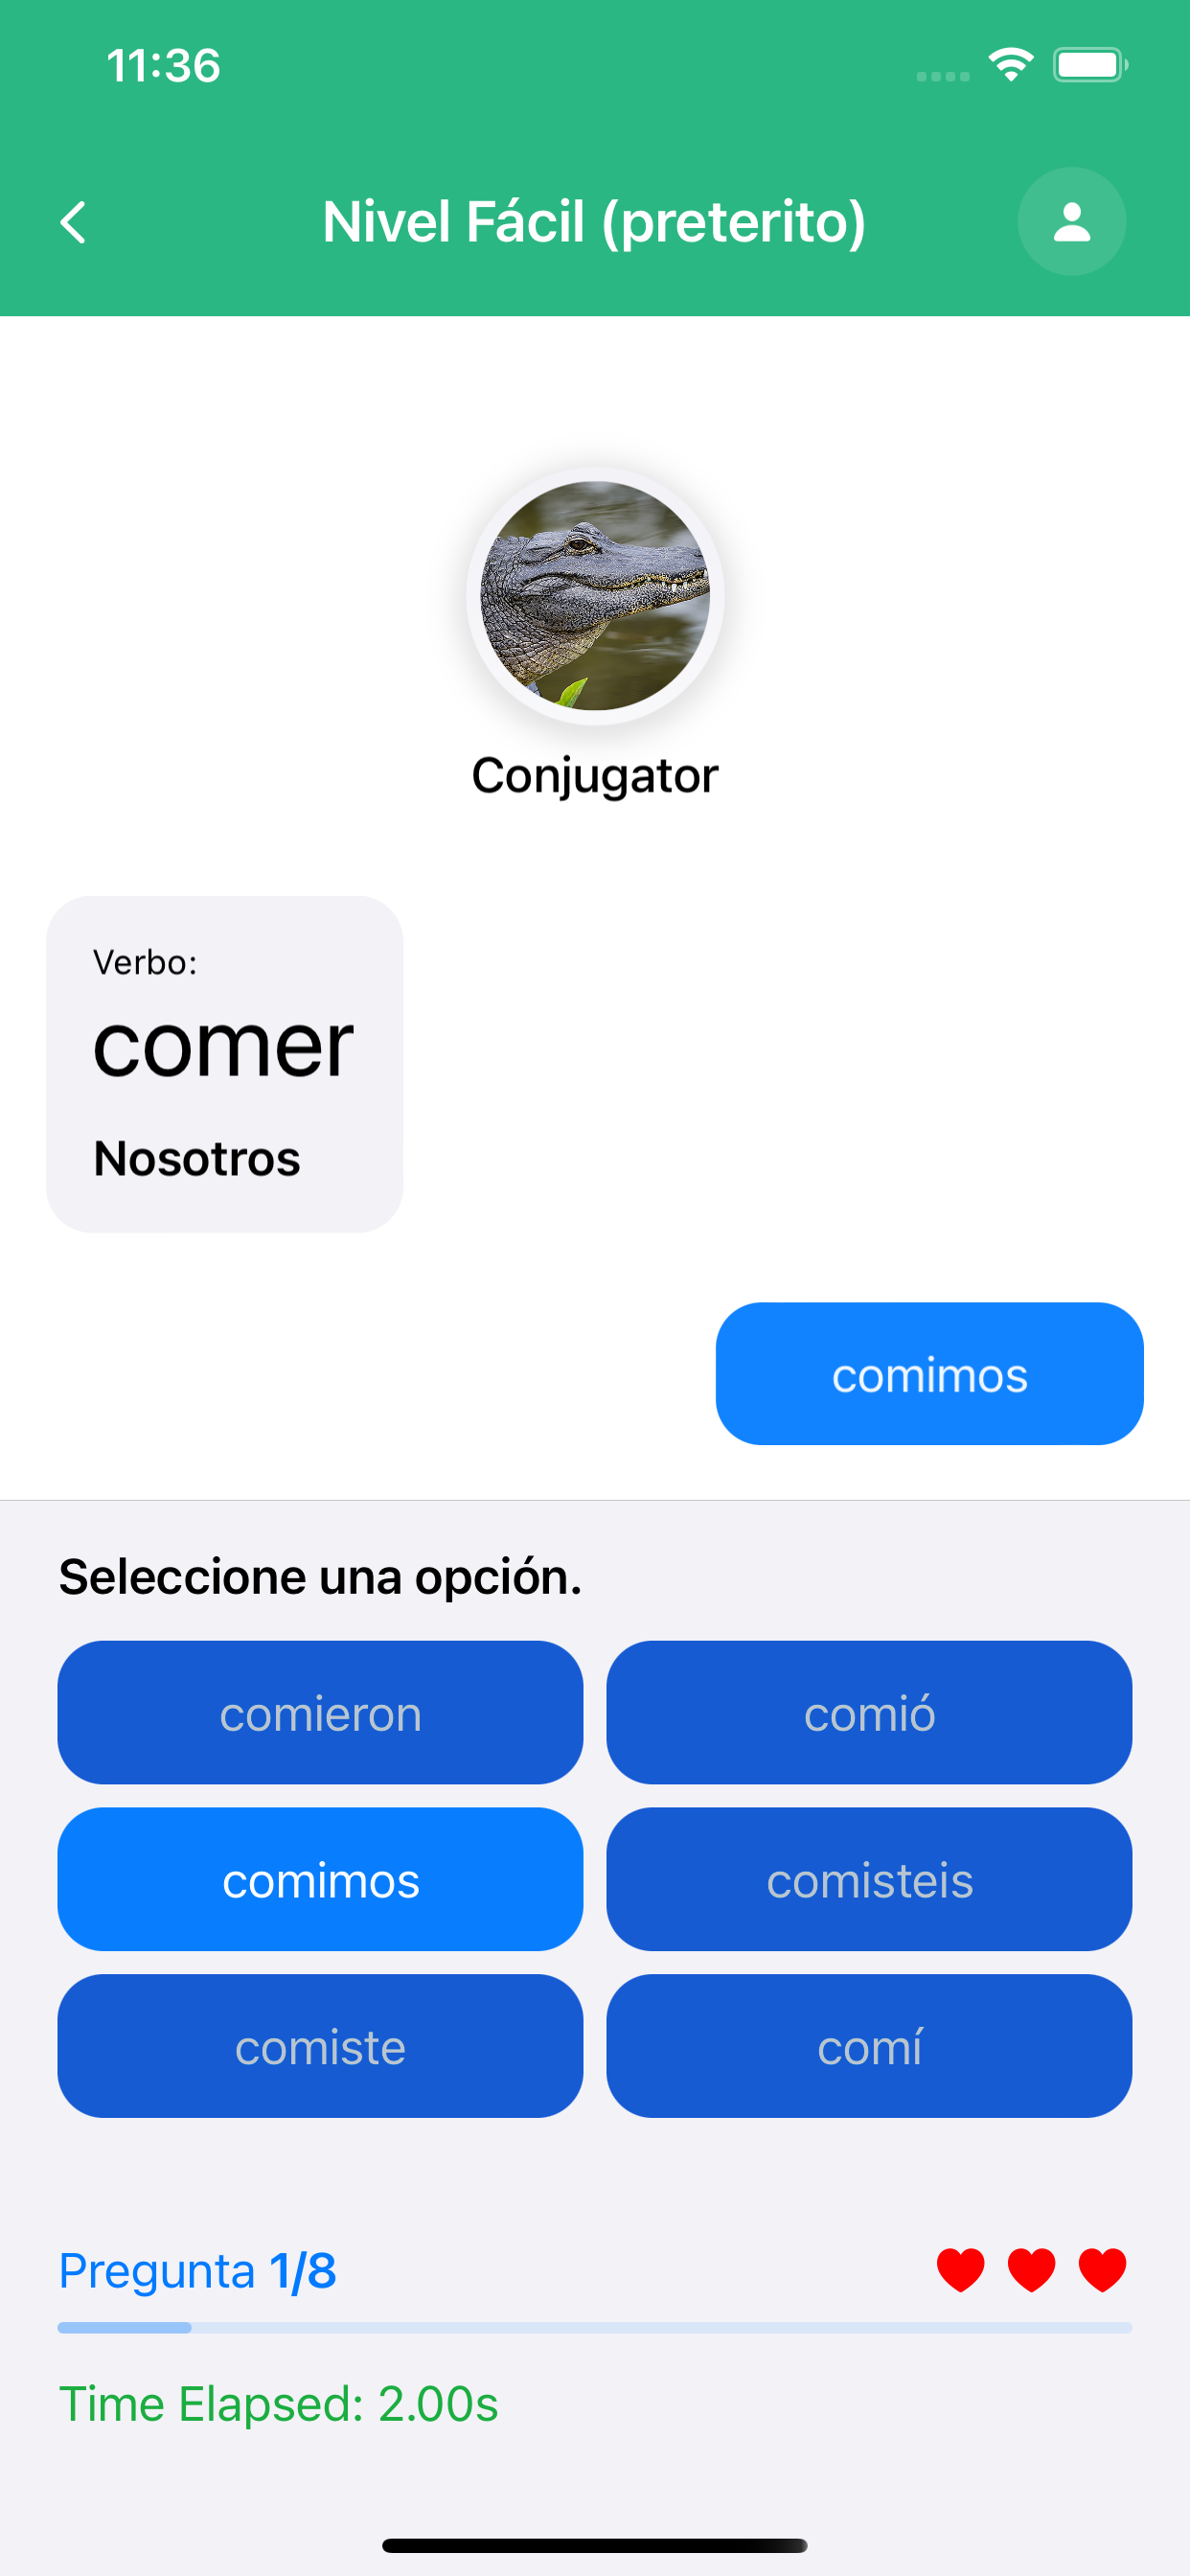 11:36
Nivel Fácil (preterito)
Conjugator
Verbo:
comer
Nosotros
comimos
Seleccione una opción.
comieron
comió
comimos
comisteis
comiste
comí
Pregunta 1/8
Time Elapsed: 2.00s